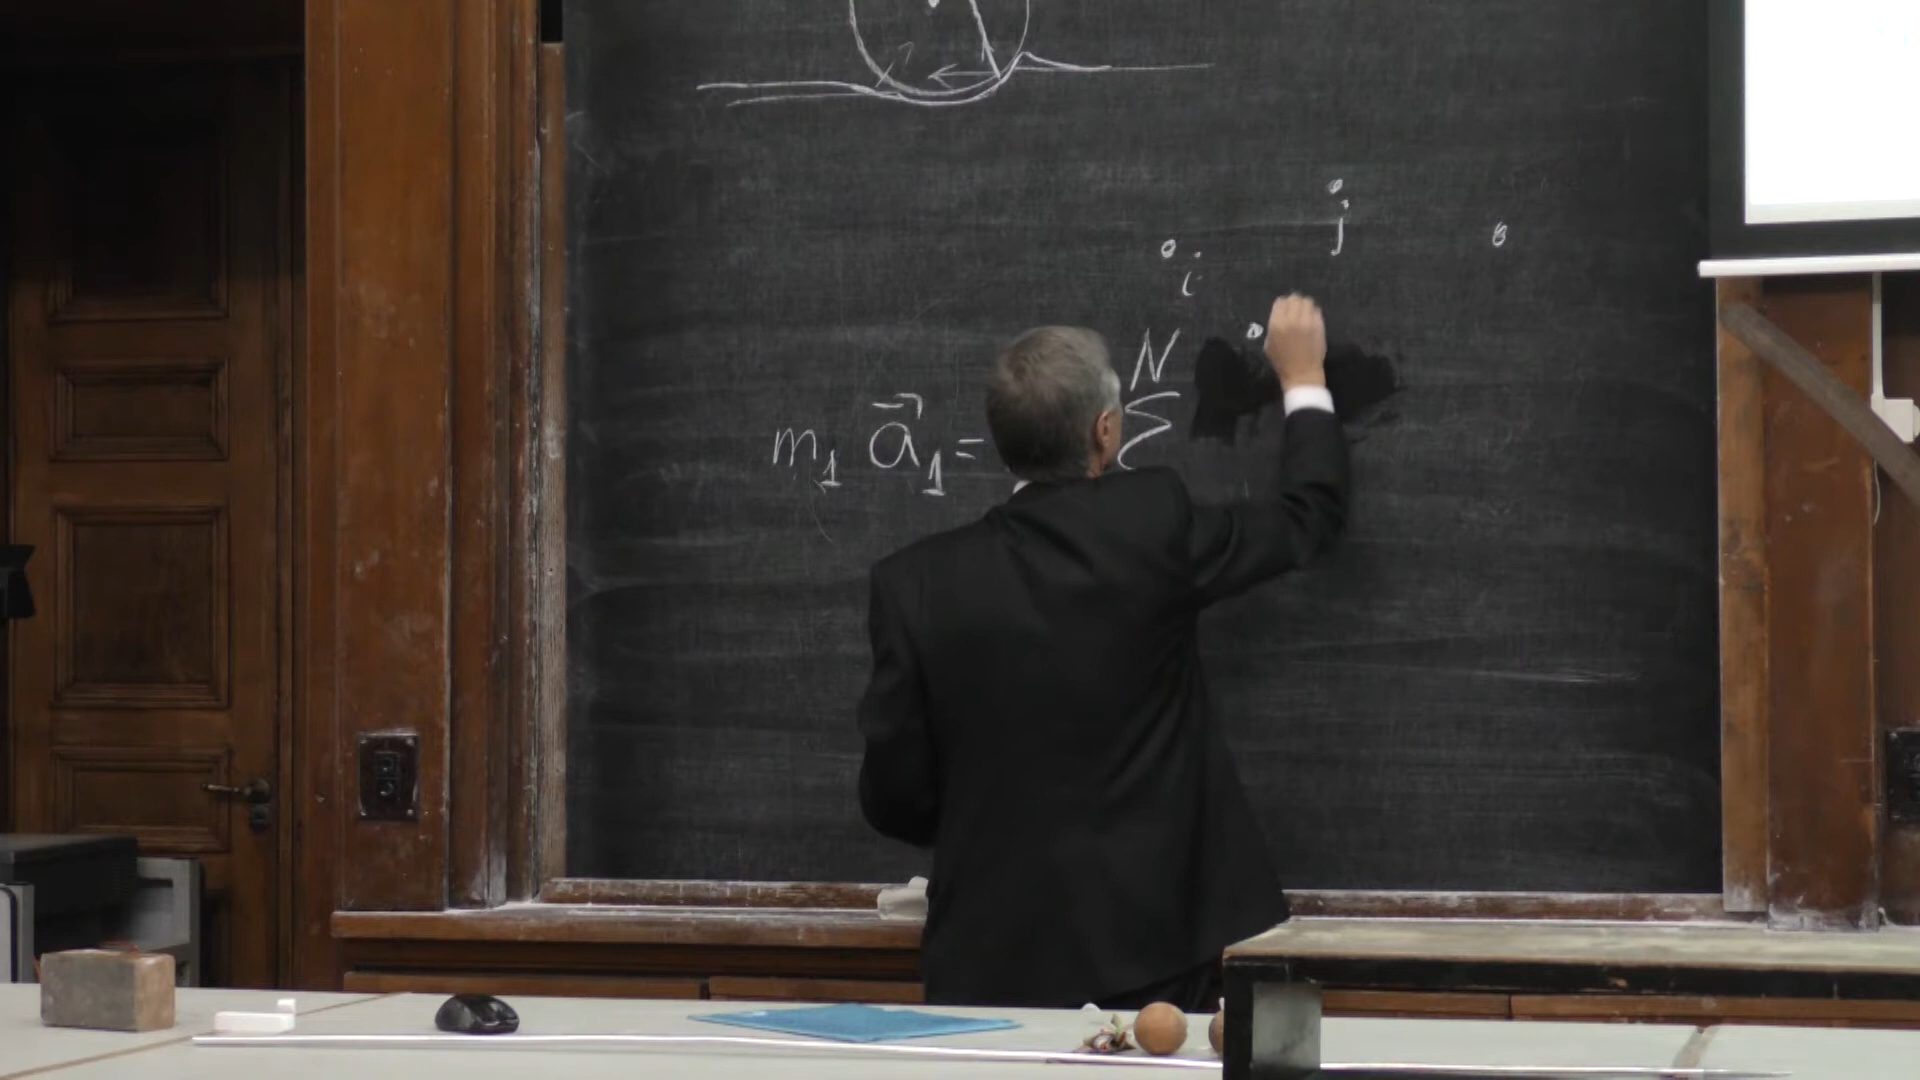 j
i
N
m₁ a⃗₁ = Σ